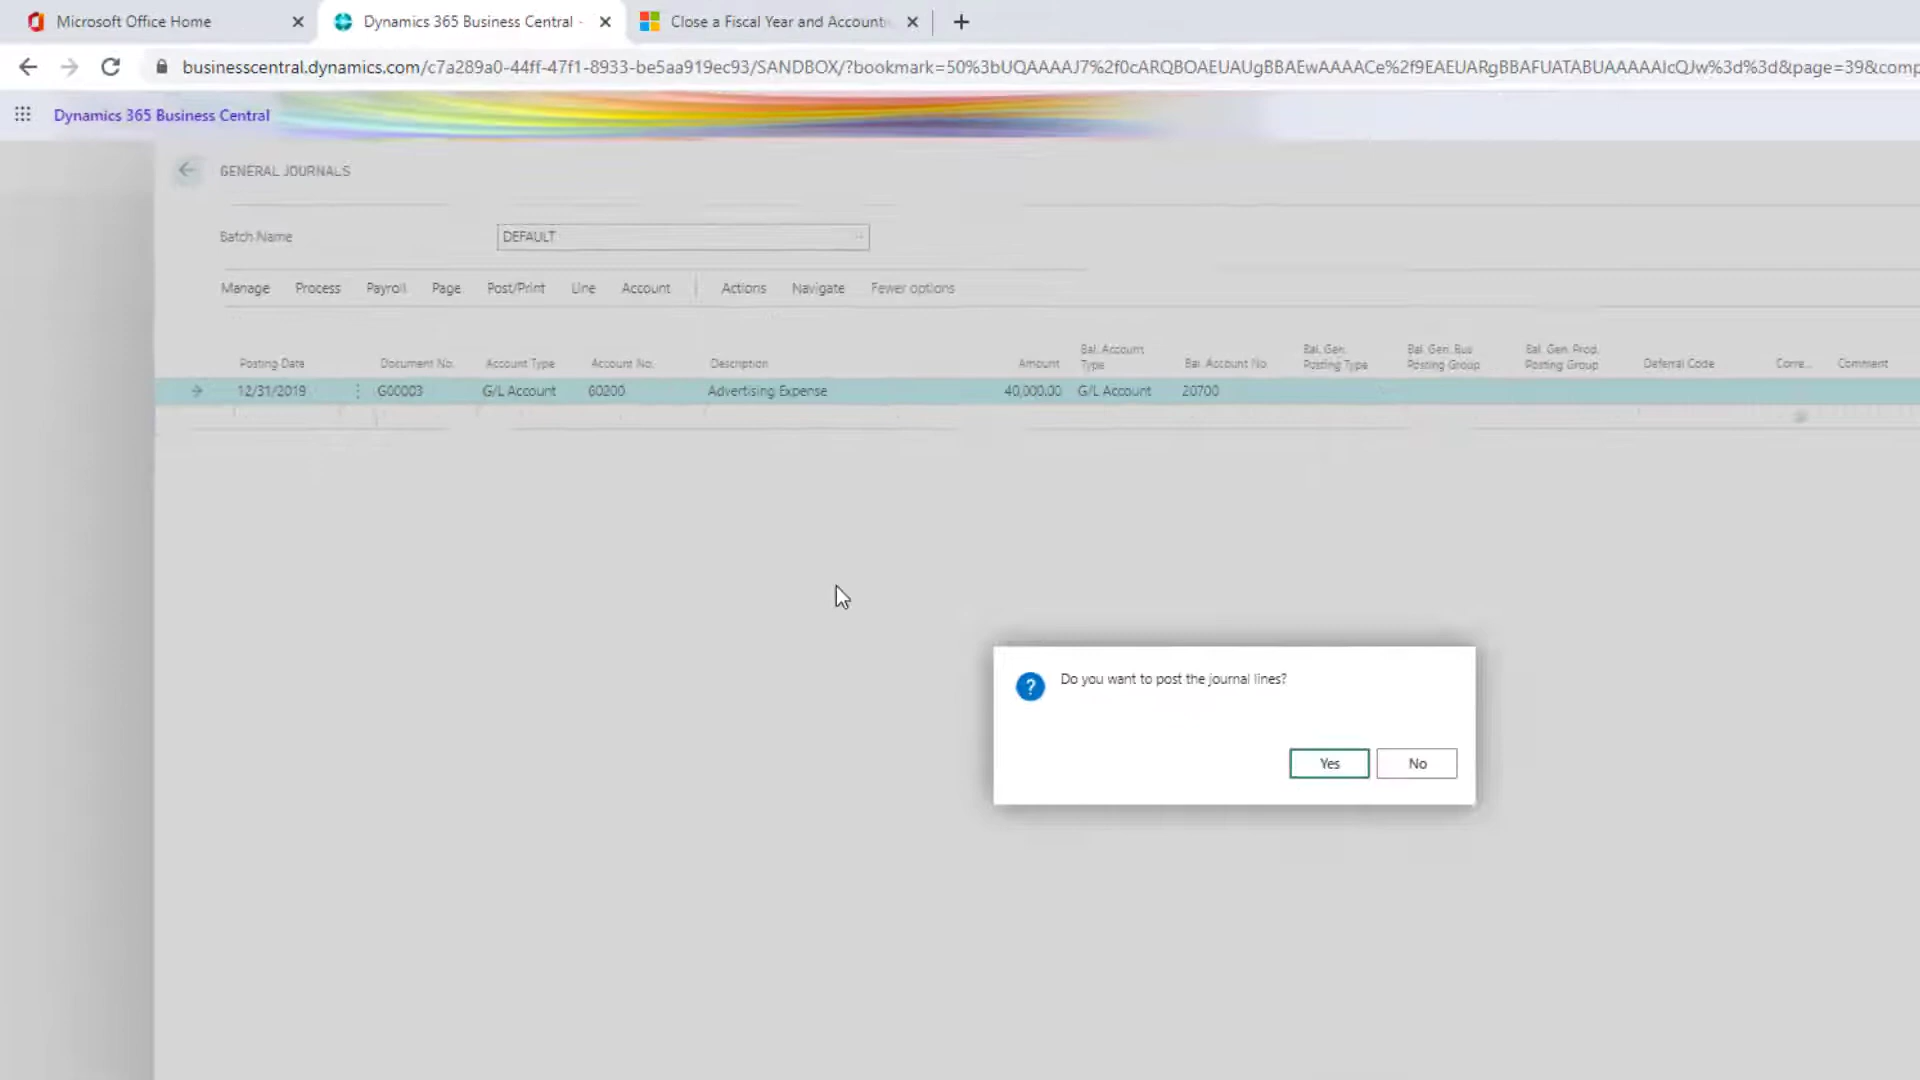 Microsoft Office Home
Dynamics 365 Business Central -
Close a Fiscal Year and Account
businesscentral.dynamics.com/c7a289a0-44ff-47f1-8933-be5aa919ec93/SANDBOX/?bookmark=50%3bUQAAAAJ7%2f0cARQBOAEUAUgBBAEwAAAACe%2f9EAEUARgBBAFUATABUAAAAAIcQJw%3d%3d&page=39&comp
Dynamics 365 Business Central
GENERAL JOURNALS
Batch Name DEFAULT
Manage Process Payroll Page Post/Print Line Account Actions Navigate Fewer options
Posting Date Document No. Account Type Account No. Description Amount Bal. Account Type Bal. Account No. Bal. Gen. Posting Type Bal. Gen. Bus. Posting Group Bal. Gen. Prod. Posting Group Deferral Code Corre... Comment
12/31/2019 G00003 G/L Account 60200 Advertising Expense 40,000.00 G/L Account 20700
Do you want to post the journal lines?
Yes No